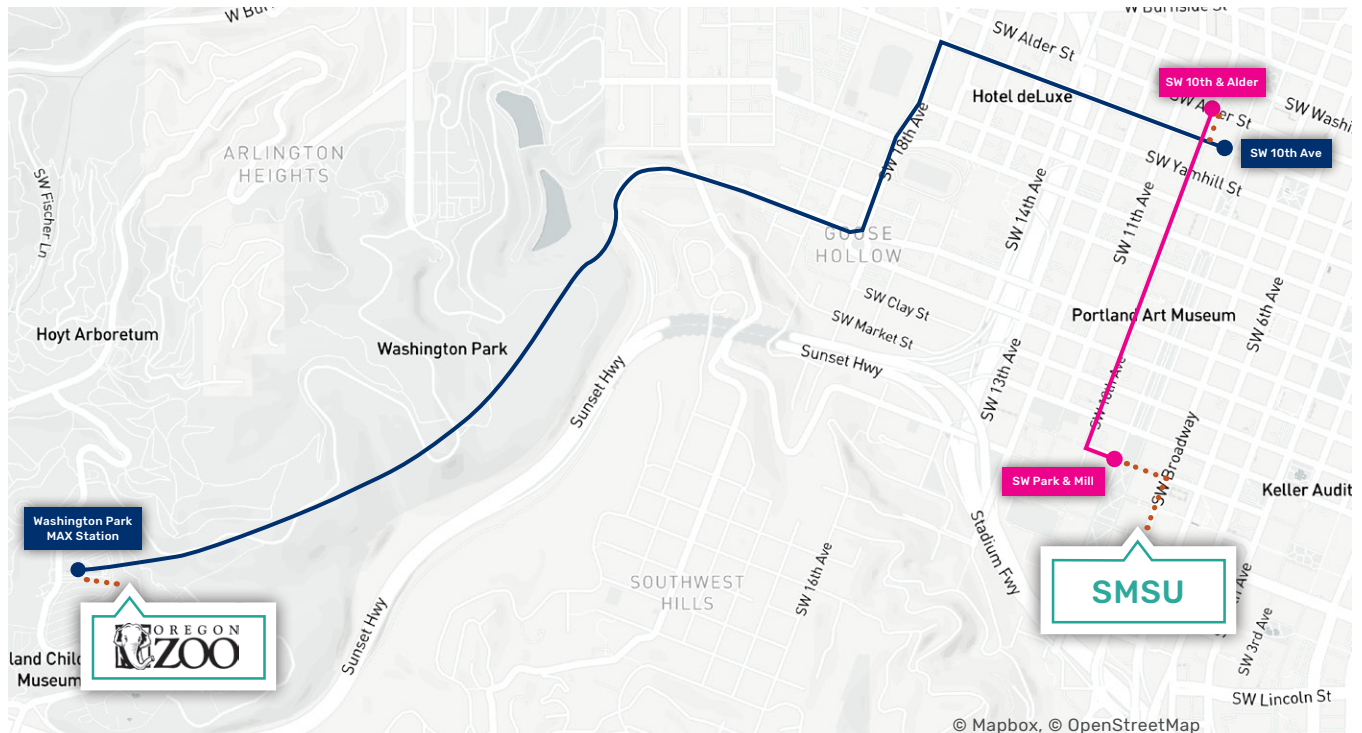 W Burnside St
SW Alder St
SW 10th & Alder
Hotel deLuxe
SW Washi
SW 18th Ave
SW 10th Ave
ARLINGTON
HEIGHTS
SW Yamhill St
SW Fischer Ln
SW 14th Ave
SW 11th Ave
GOOSE
HOLLOW
SW Clay St
SW 6th Ave
Portland Art Museum
SW Market St
Hoyt Arboretum
Washington Park
Sunset Hwy
Sunset Hwy
SW 13th Ave
SW 10th Ave
SW Broadway
SW Park & Mill
Keller Audit
Washington Park
MAX Station
Stadium Fwy
SOUTHWEST
HILLS
SW 16th Ave
SMSU
OREGON
ZOO
Sunset Hwy
SW 3rd Ave
land Chil
Museum
SW Lincoln St
© Mapbox, © OpenStreetMap